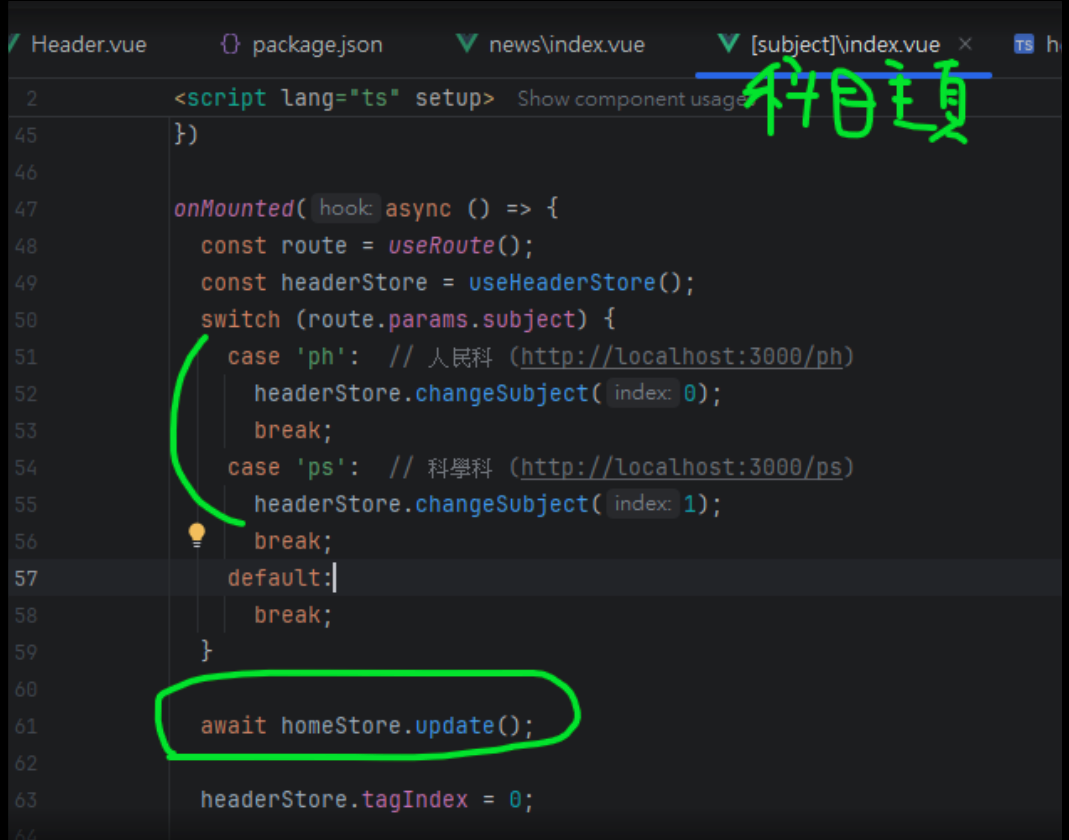 Header.vue {} package.json news\index.vue [subject]\index.vue × TS
科目主頁
2 <script lang="ts" setup> Show component usage
45 })
46
47 onMounted( hook: async () => {
48 const route = useRoute();
49 const headerStore = useHeaderStore();
50 switch (route.params.subject) {
51 case 'ph': // 人民科 (http://localhost:3000/ph)
52 headerStore.changeSubject( index: 0);
53 break;
54 case 'ps': // 科學科 (http://localhost:3000/ps)
55 headerStore.changeSubject( index: 1);
56 break;
57 default:
58 break;
59 }
60
61 await homeStore.update();
62
63 headerStore.tagIndex = 0;
64